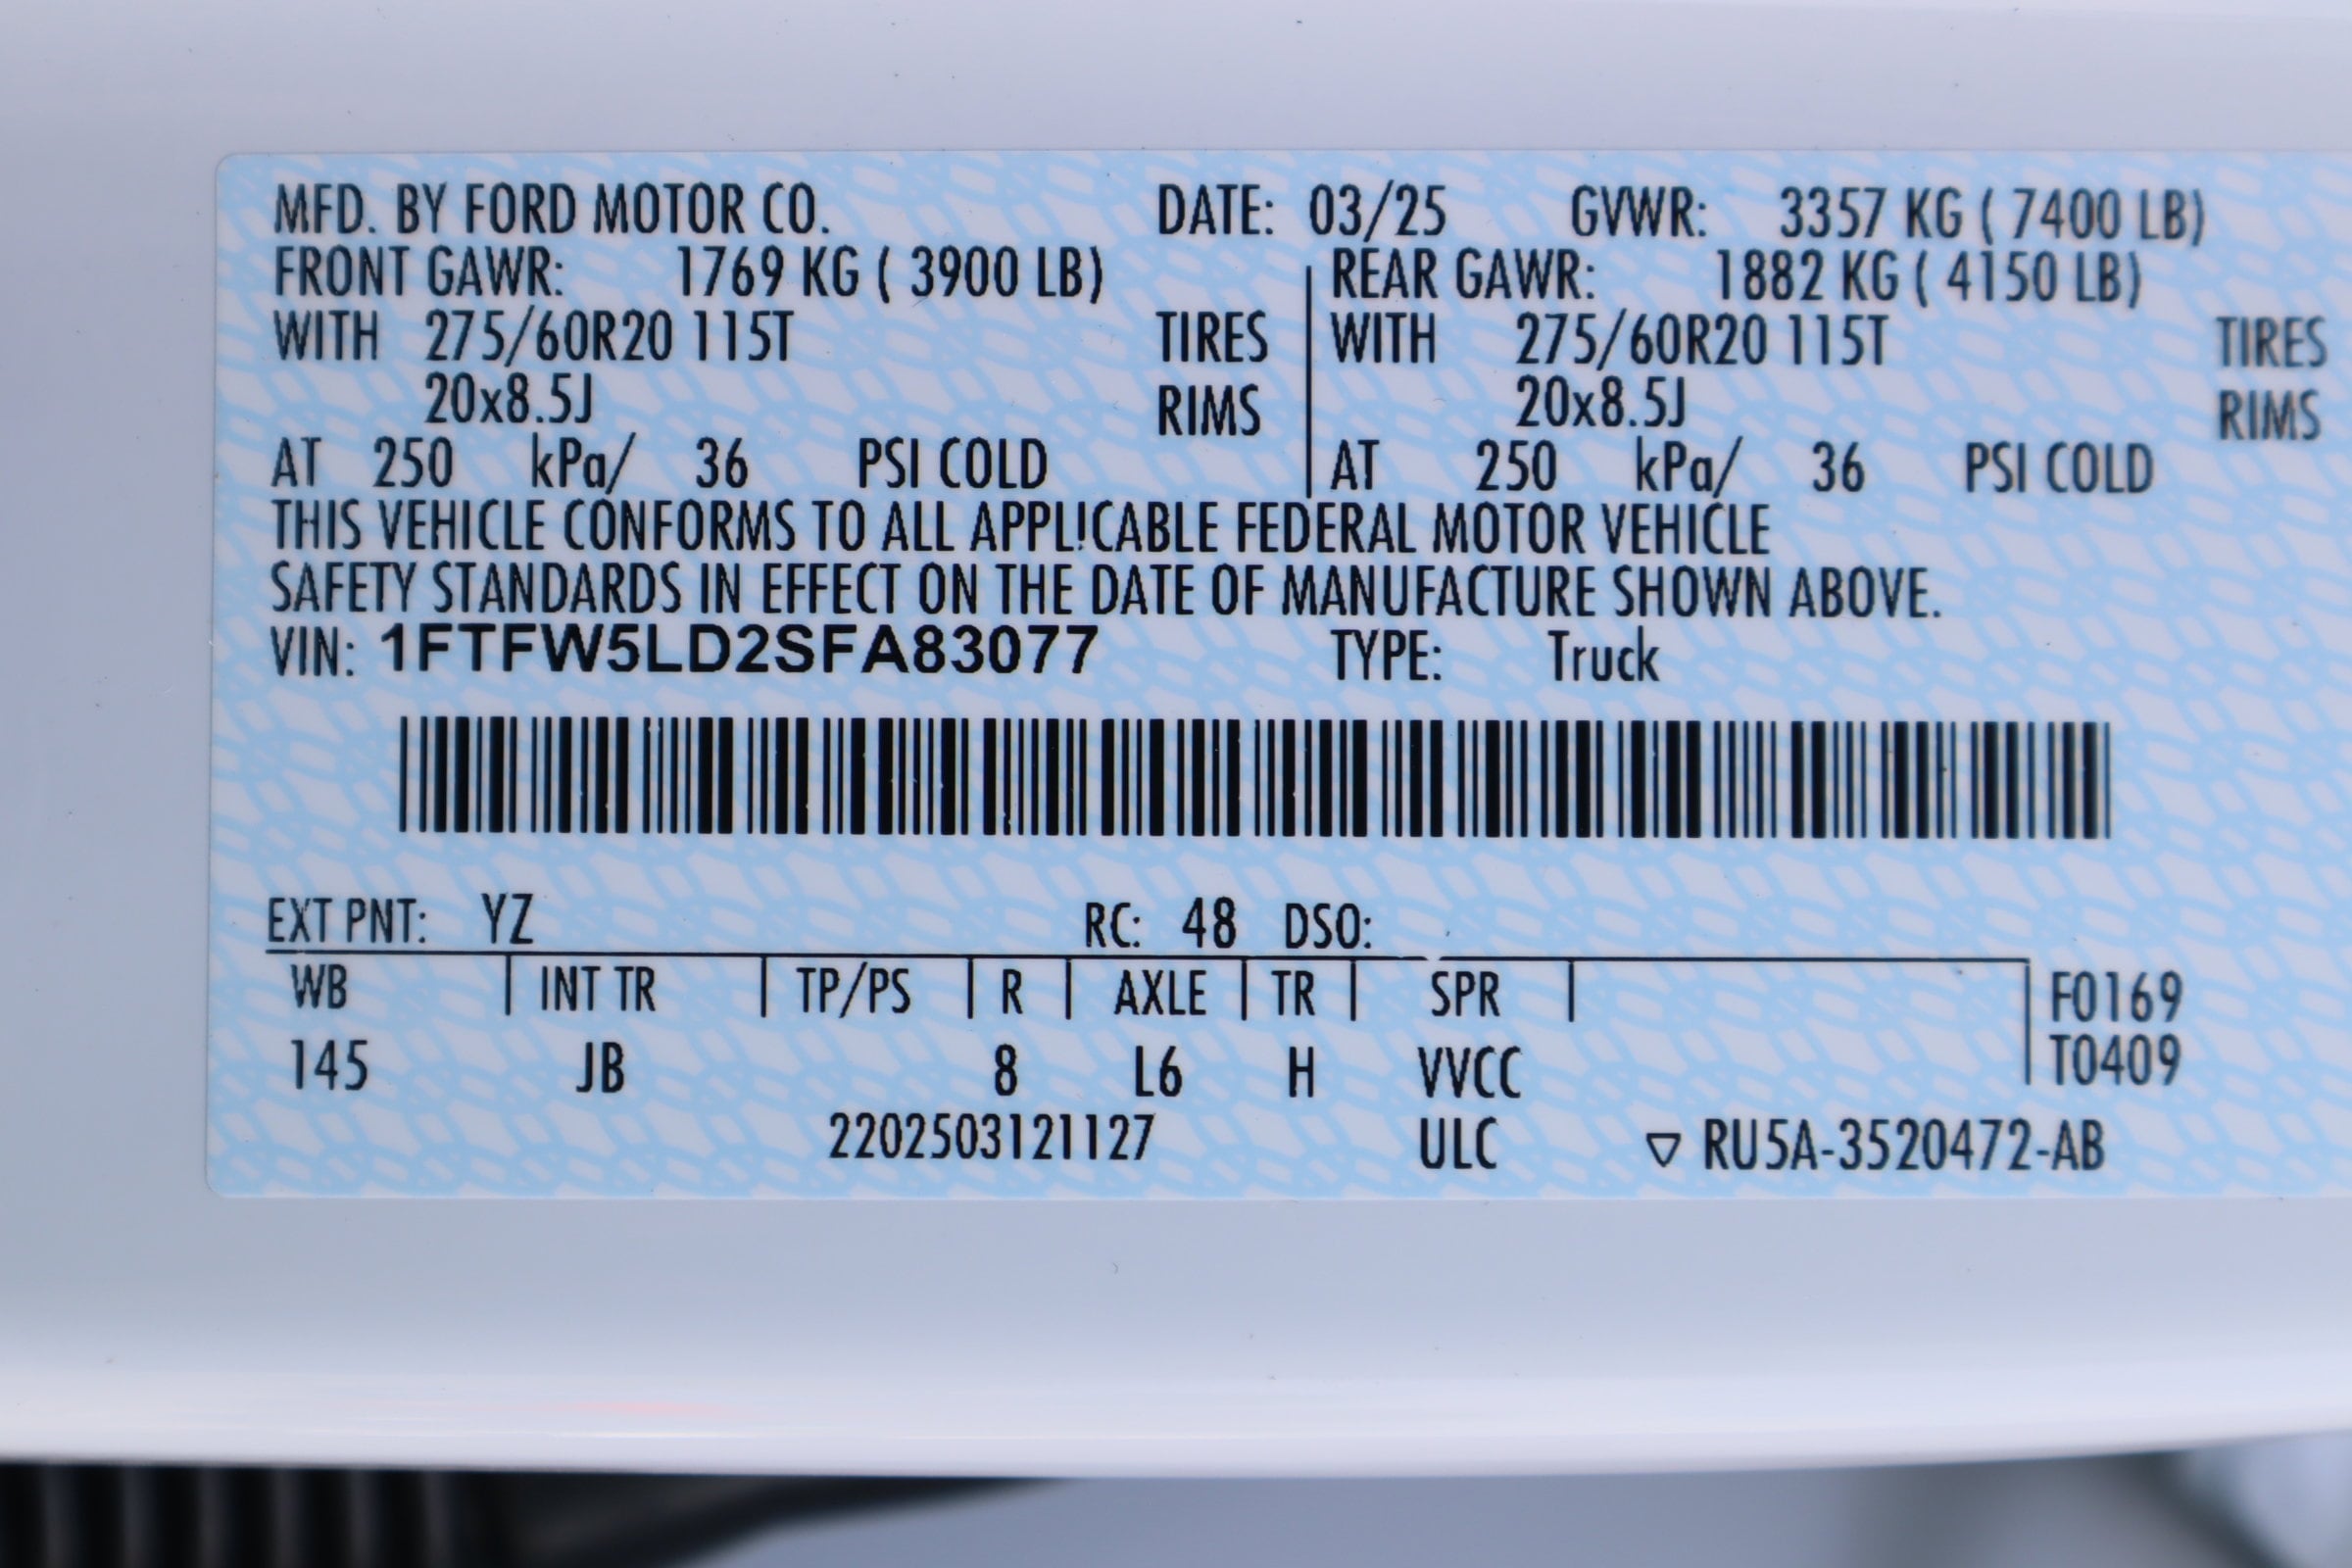 MFD. BY FORD MOTOR CO. DATE: 03/25 GVWR: 3357 KG ( 7400 LB)
FRONT GAWR: 1769 KG ( 3900 LB) REAR GAWR: 1882 KG ( 4150 LB)
WITH 275/60R20 115T TIRES WITH 275/60R20 115T TIRES
20x8.5J RIMS 20x8.5J RIMS
AT 250 kPa/ 36 PSI COLD AT 250 kPa/ 36 PSI COLD
THIS VEHICLE CONFORMS TO ALL APPLICABLE FEDERAL MOTOR VEHICLE
SAFETY STANDARDS IN EFFECT ON THE DATE OF MANUFACTURE SHOWN ABOVE.
VIN: 1FTFW5LD2SFA83077 TYPE: Truck
EXT PNT: YZ RC: 48 DSO:
WB INT TR TP/PS R AXLE TR SPR F0169
145 JB 8 L6 H VVCC T0409
2202503121127 ULC ▽ RU5A-3520472-AB